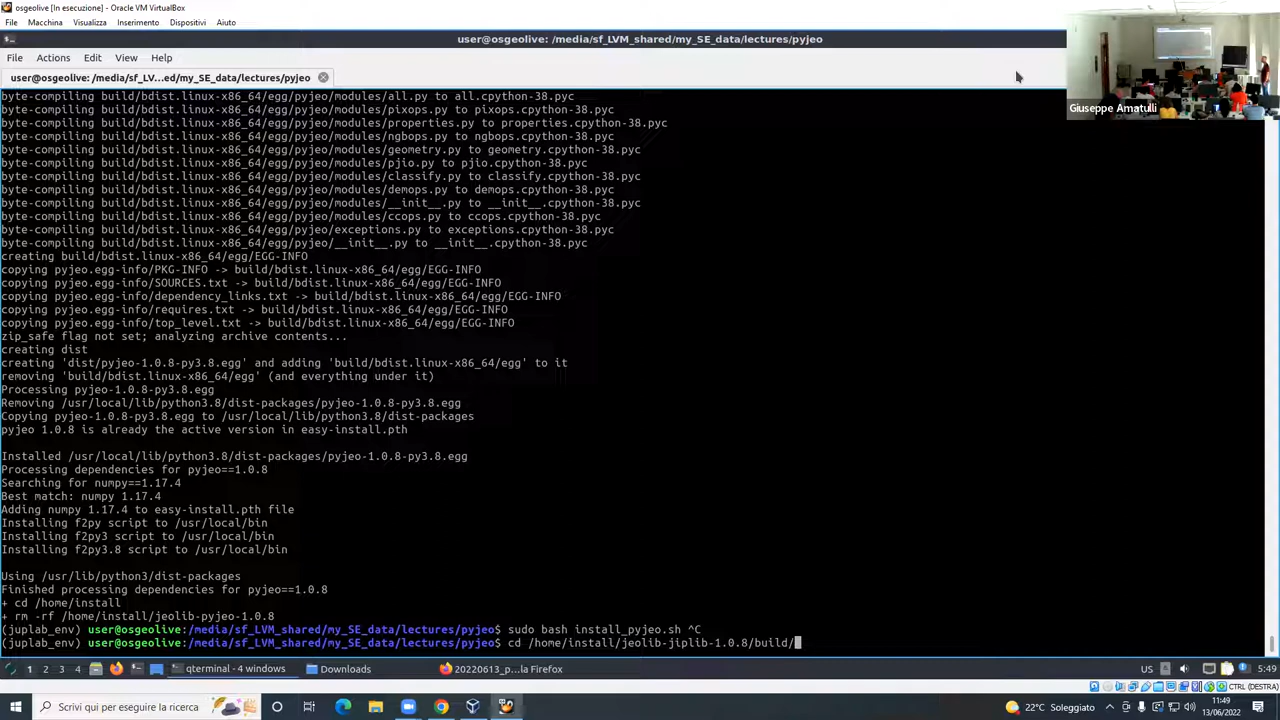 osgeolive [In esecuzione] - Oracle VM VirtualBox
File Macchina Visualizza Inserimento Dispositivi Aiuto
user@osgeolive: /media/sf_LVM_shared/my_SE_data/lectures/pyjeo
File Actions Edit View Help
user@osgeolive: /media/sf_LV...ed/my_SE_data/lectures/pyjeo
Giuseppe Amatulli
byte-compiling build/bdist.linux-x86_64/egg/pyjeo/modules/all.py to all.cpython-38.pyc
byte-compiling build/bdist.linux-x86_64/egg/pyjeo/modules/pixops.py to pixops.cpython-38.pyc
byte-compiling build/bdist.linux-x86_64/egg/pyjeo/modules/properties.py to properties.cpython-38.pyc
byte-compiling build/bdist.linux-x86_64/egg/pyjeo/modules/ngbops.py to ngbops.cpython-38.pyc
byte-compiling build/bdist.linux-x86_64/egg/pyjeo/modules/geometry.py to geometry.cpython-38.pyc
byte-compiling build/bdist.linux-x86_64/egg/pyjeo/modules/pjio.py to pjio.cpython-38.pyc
byte-compiling build/bdist.linux-x86_64/egg/pyjeo/modules/classify.py to classify.cpython-38.pyc
byte-compiling build/bdist.linux-x86_64/egg/pyjeo/modules/demops.py to demops.cpython-38.pyc
byte-compiling build/bdist.linux-x86_64/egg/pyjeo/modules/__init__.py to __init__.cpython-38.pyc
byte-compiling build/bdist.linux-x86_64/egg/pyjeo/modules/ccops.py to ccops.cpython-38.pyc
byte-compiling build/bdist.linux-x86_64/egg/pyjeo/exceptions.py to exceptions.cpython-38.pyc
byte-compiling build/bdist.linux-x86_64/egg/pyjeo/__init__.py to __init__.cpython-38.pyc
creating build/bdist.linux-x86_64/egg/EGG-INFO
copying pyjeo.egg-info/PKG-INFO -> build/bdist.linux-x86_64/egg/EGG-INFO
copying pyjeo.egg-info/SOURCES.txt -> build/bdist.linux-x86_64/egg/EGG-INFO
copying pyjeo.egg-info/dependency_links.txt -> build/bdist.linux-x86_64/egg/EGG-INFO
copying pyjeo.egg-info/requires.txt -> build/bdist.linux-x86_64/egg/EGG-INFO
copying pyjeo.egg-info/top_level.txt -> build/bdist.linux-x86_64/egg/EGG-INFO
zip_safe flag not set; analyzing archive contents...
creating dist
creating 'dist/pyjeo-1.0.8-py3.8.egg' and adding 'build/bdist.linux-x86_64/egg' to it
removing 'build/bdist.linux-x86_64/egg' (and everything under it)
Processing pyjeo-1.0.8-py3.8.egg
Removing /usr/local/lib/python3.8/dist-packages/pyjeo-1.0.8-py3.8.egg
Copying pyjeo-1.0.8-py3.8.egg to /usr/local/lib/python3.8/dist-packages
pyjeo 1.0.8 is already the active version in easy-install.pth
Installed /usr/local/lib/python3.8/dist-packages/pyjeo-1.0.8-py3.8.egg
Processing dependencies for pyjeo==1.0.8
Searching for numpy==1.17.4
Best match: numpy 1.17.4
Adding numpy 1.17.4 to easy-install.pth file
Installing f2py script to /usr/local/bin
Installing f2py3 script to /usr/local/bin
Installing f2py3.8 script to /usr/local/bin
Using /usr/lib/python3/dist-packages
Finished processing dependencies for pyjeo==1.0.8
+ cd /home/install
+ rm -rf /home/install/jeolib-pyjeo-1.0.8
(juplab_env) user@osgeolive:/media/sf_LVM_shared/my_SE_data/lectures/pyjeo$ sudo bash install_pyjeo.sh ^C
(juplab_env) user@osgeolive:/media/sf_LVM_shared/my_SE_data/lectures/pyjeo$ cd /home/install/jeolib-jiplib-1.0.8/build/
1 2 3 4 qterminal - 4 windows Downloads 20220613_p...la Firefox US 5:49
CTRL (DESTRA)
Scrivi qui per eseguire la ricerca 22°C Soleggiato 11:49
13/06/2022